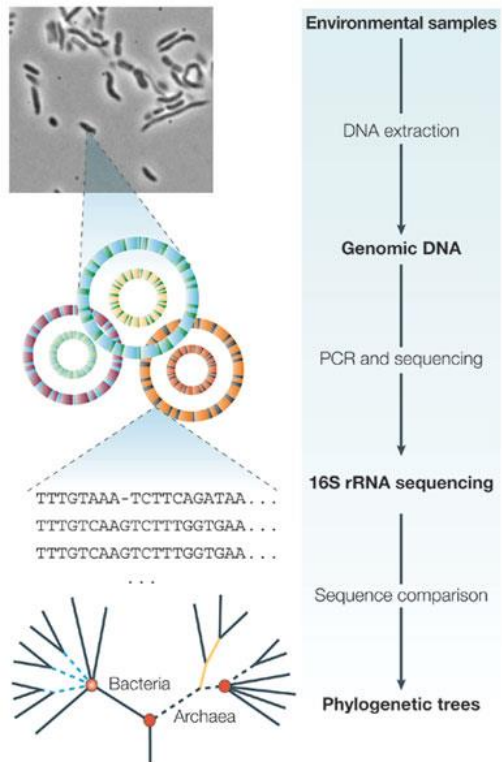 Environmental samples
DNA extraction
Genomic DNA
PCR and sequencing
16S rRNA sequencing
Sequence comparison
Phylogenetic trees
TTTGTAAA-TCTTCAGATAA...
TTTGTCAAGTCTTTGGTGAA...
TTTGTCAAGTCTTTGGTGAA...
...
Bacteria
Archaea